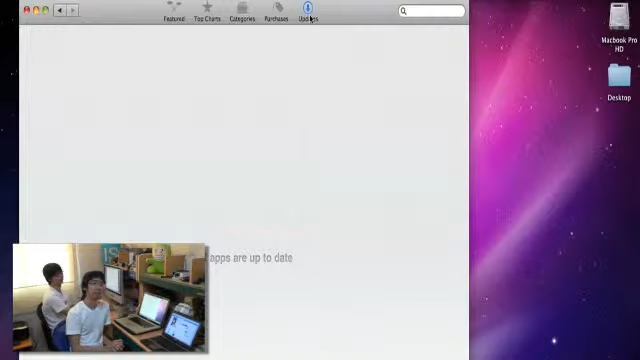 Featured
Top Charts
Categories
Purchases
Updates
Macbook Pro
HD
Desktop
apps are up to date